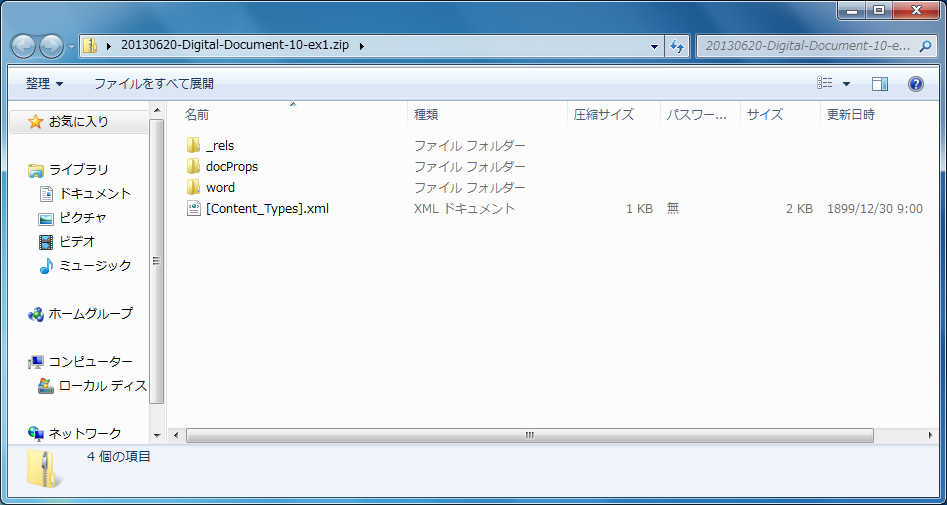 20130620-Digital-Document-10-ex1.zip
20130620-Digital-Document-10-e...
整理 ファイルをすべて展開
名前 種類 圧縮サイズ パスワー... サイズ 更新日時
お気に入り
ライブラリ
ドキュメント
ピクチャ
ビデオ
ミュージック
ホームグループ
コンピューター
ローカル ディス
ネットワーク
_rels ファイル フォルダー
docProps ファイル フォルダー
word ファイル フォルダー
[Content_Types].xml XML ドキュメント 1 KB 無 2 KB 1899/12/30 9:00
4 個の項目